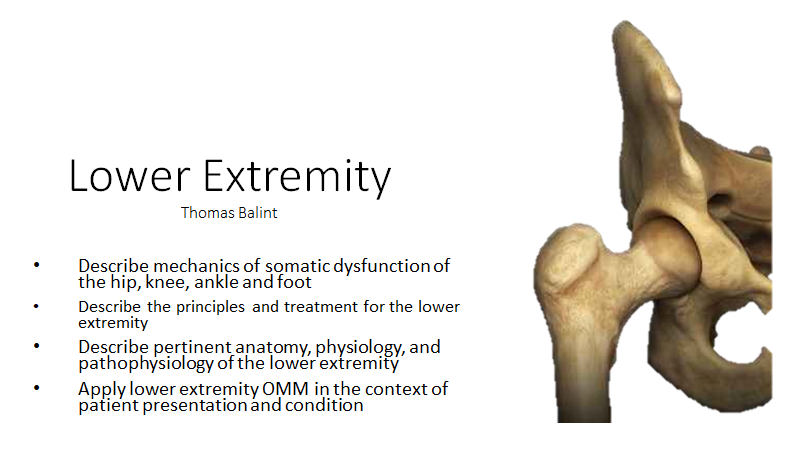 Lower Extremity
Thomas Balint
• Describe mechanics of somatic dysfunction of
the hip, knee, ankle and foot
• Describe the principles and treatment for the lower
extremity
• Describe pertinent anatomy, physiology, and
pathophysiology of the lower extremity
• Apply lower extremity OMM in the context of
patient presentation and condition